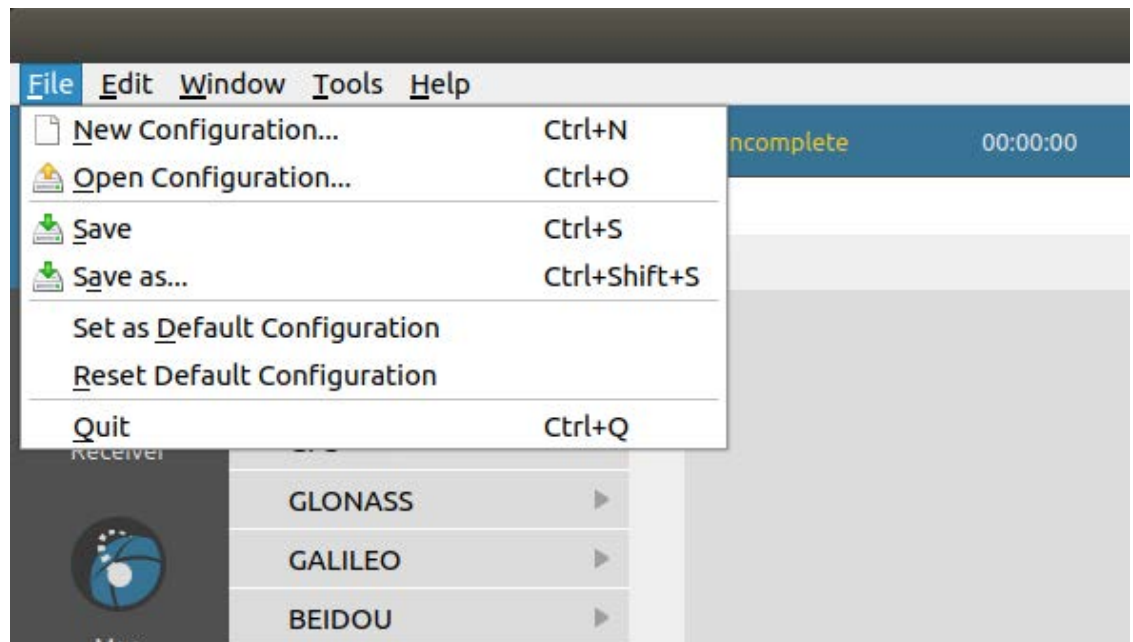 File Edit Window Tools Help
New Configuration... Ctrl+N
Open Configuration... Ctrl+O
ncomplete 00:00:00
Save Ctrl+S
Save as... Ctrl+Shift+S
Set as Default Configuration
Reset Default Configuration
Quit Ctrl+Q
Receiver
GLONASS
GALILEO
BEIDOU